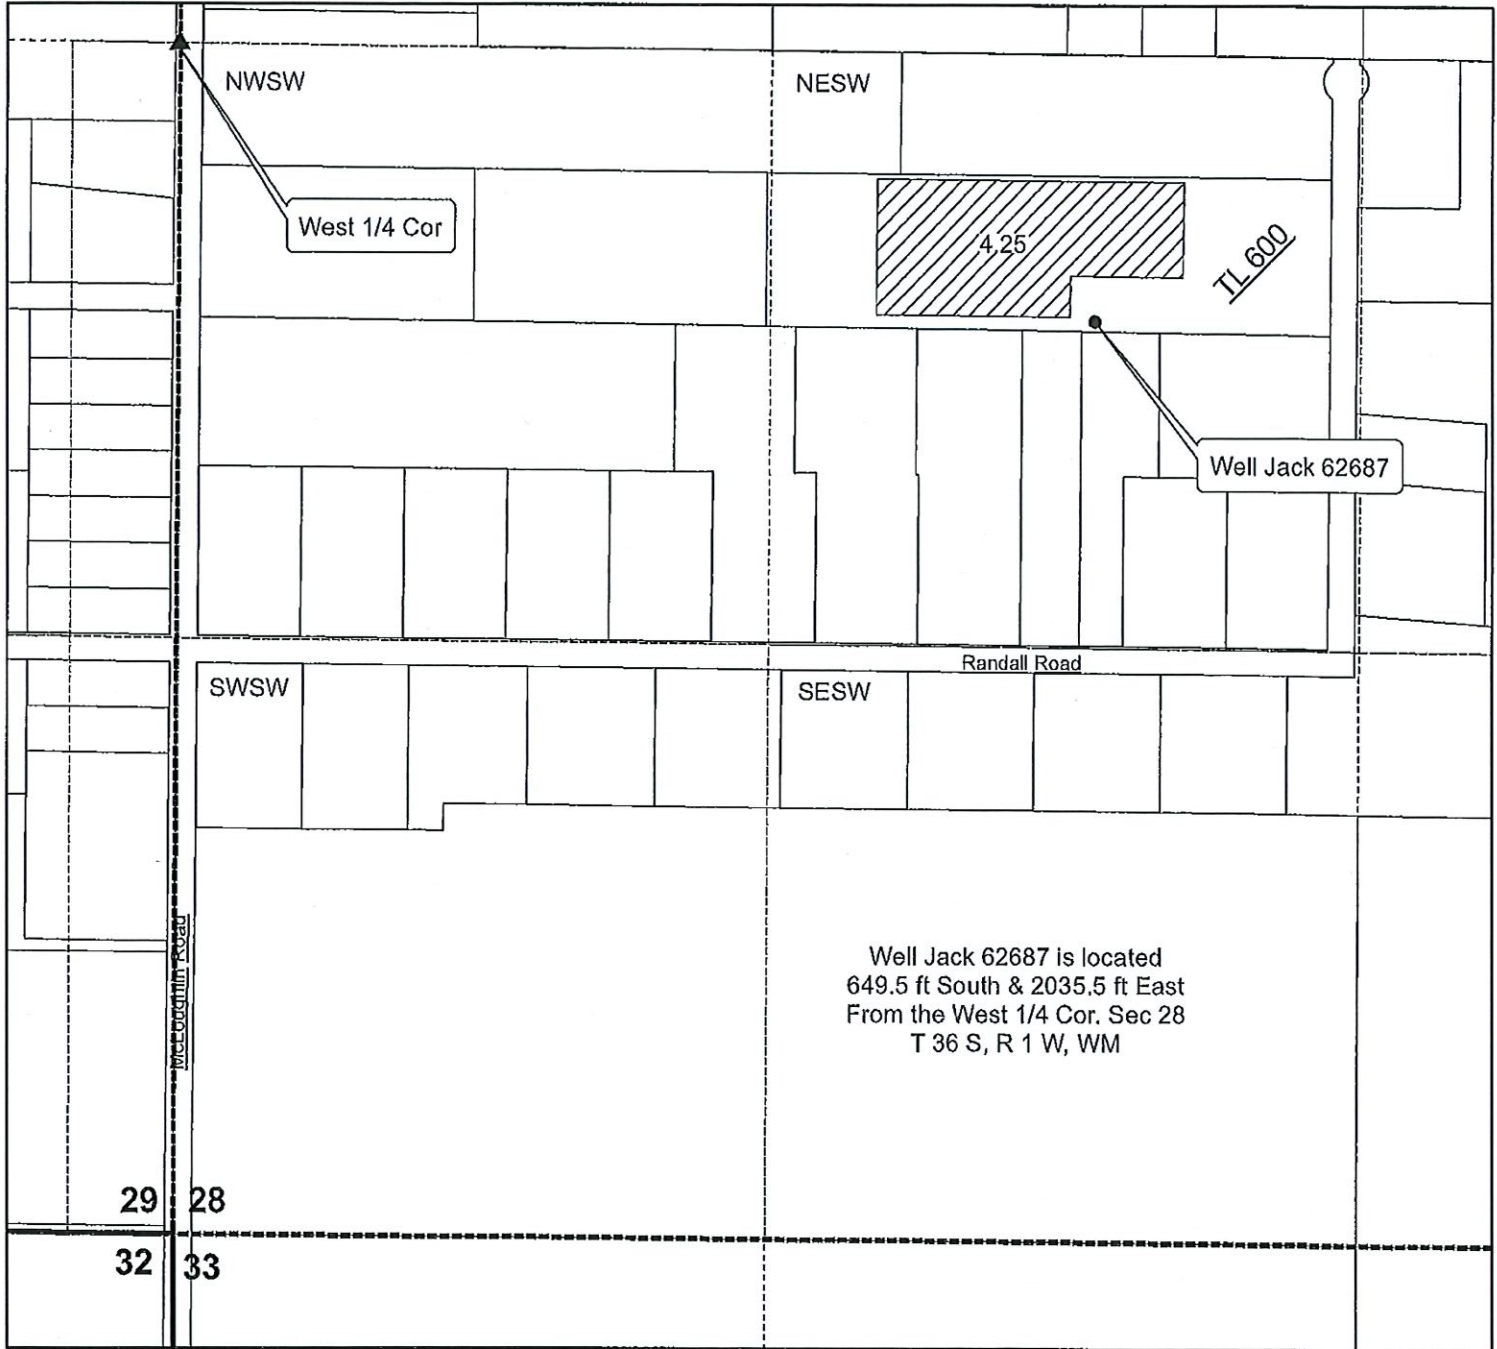 NWSW
NESW
West 1/4 Cor
4.25
TL 600
Well Jack 62687
Randall Road
SWSW
SESW
McLoughlin Road
Well Jack 62687 is located
649.5 ft South & 2035.5 ft East
From the West 1/4 Cor. Sec 28
T 36 S, R 1 W, WM
29 28
32 33